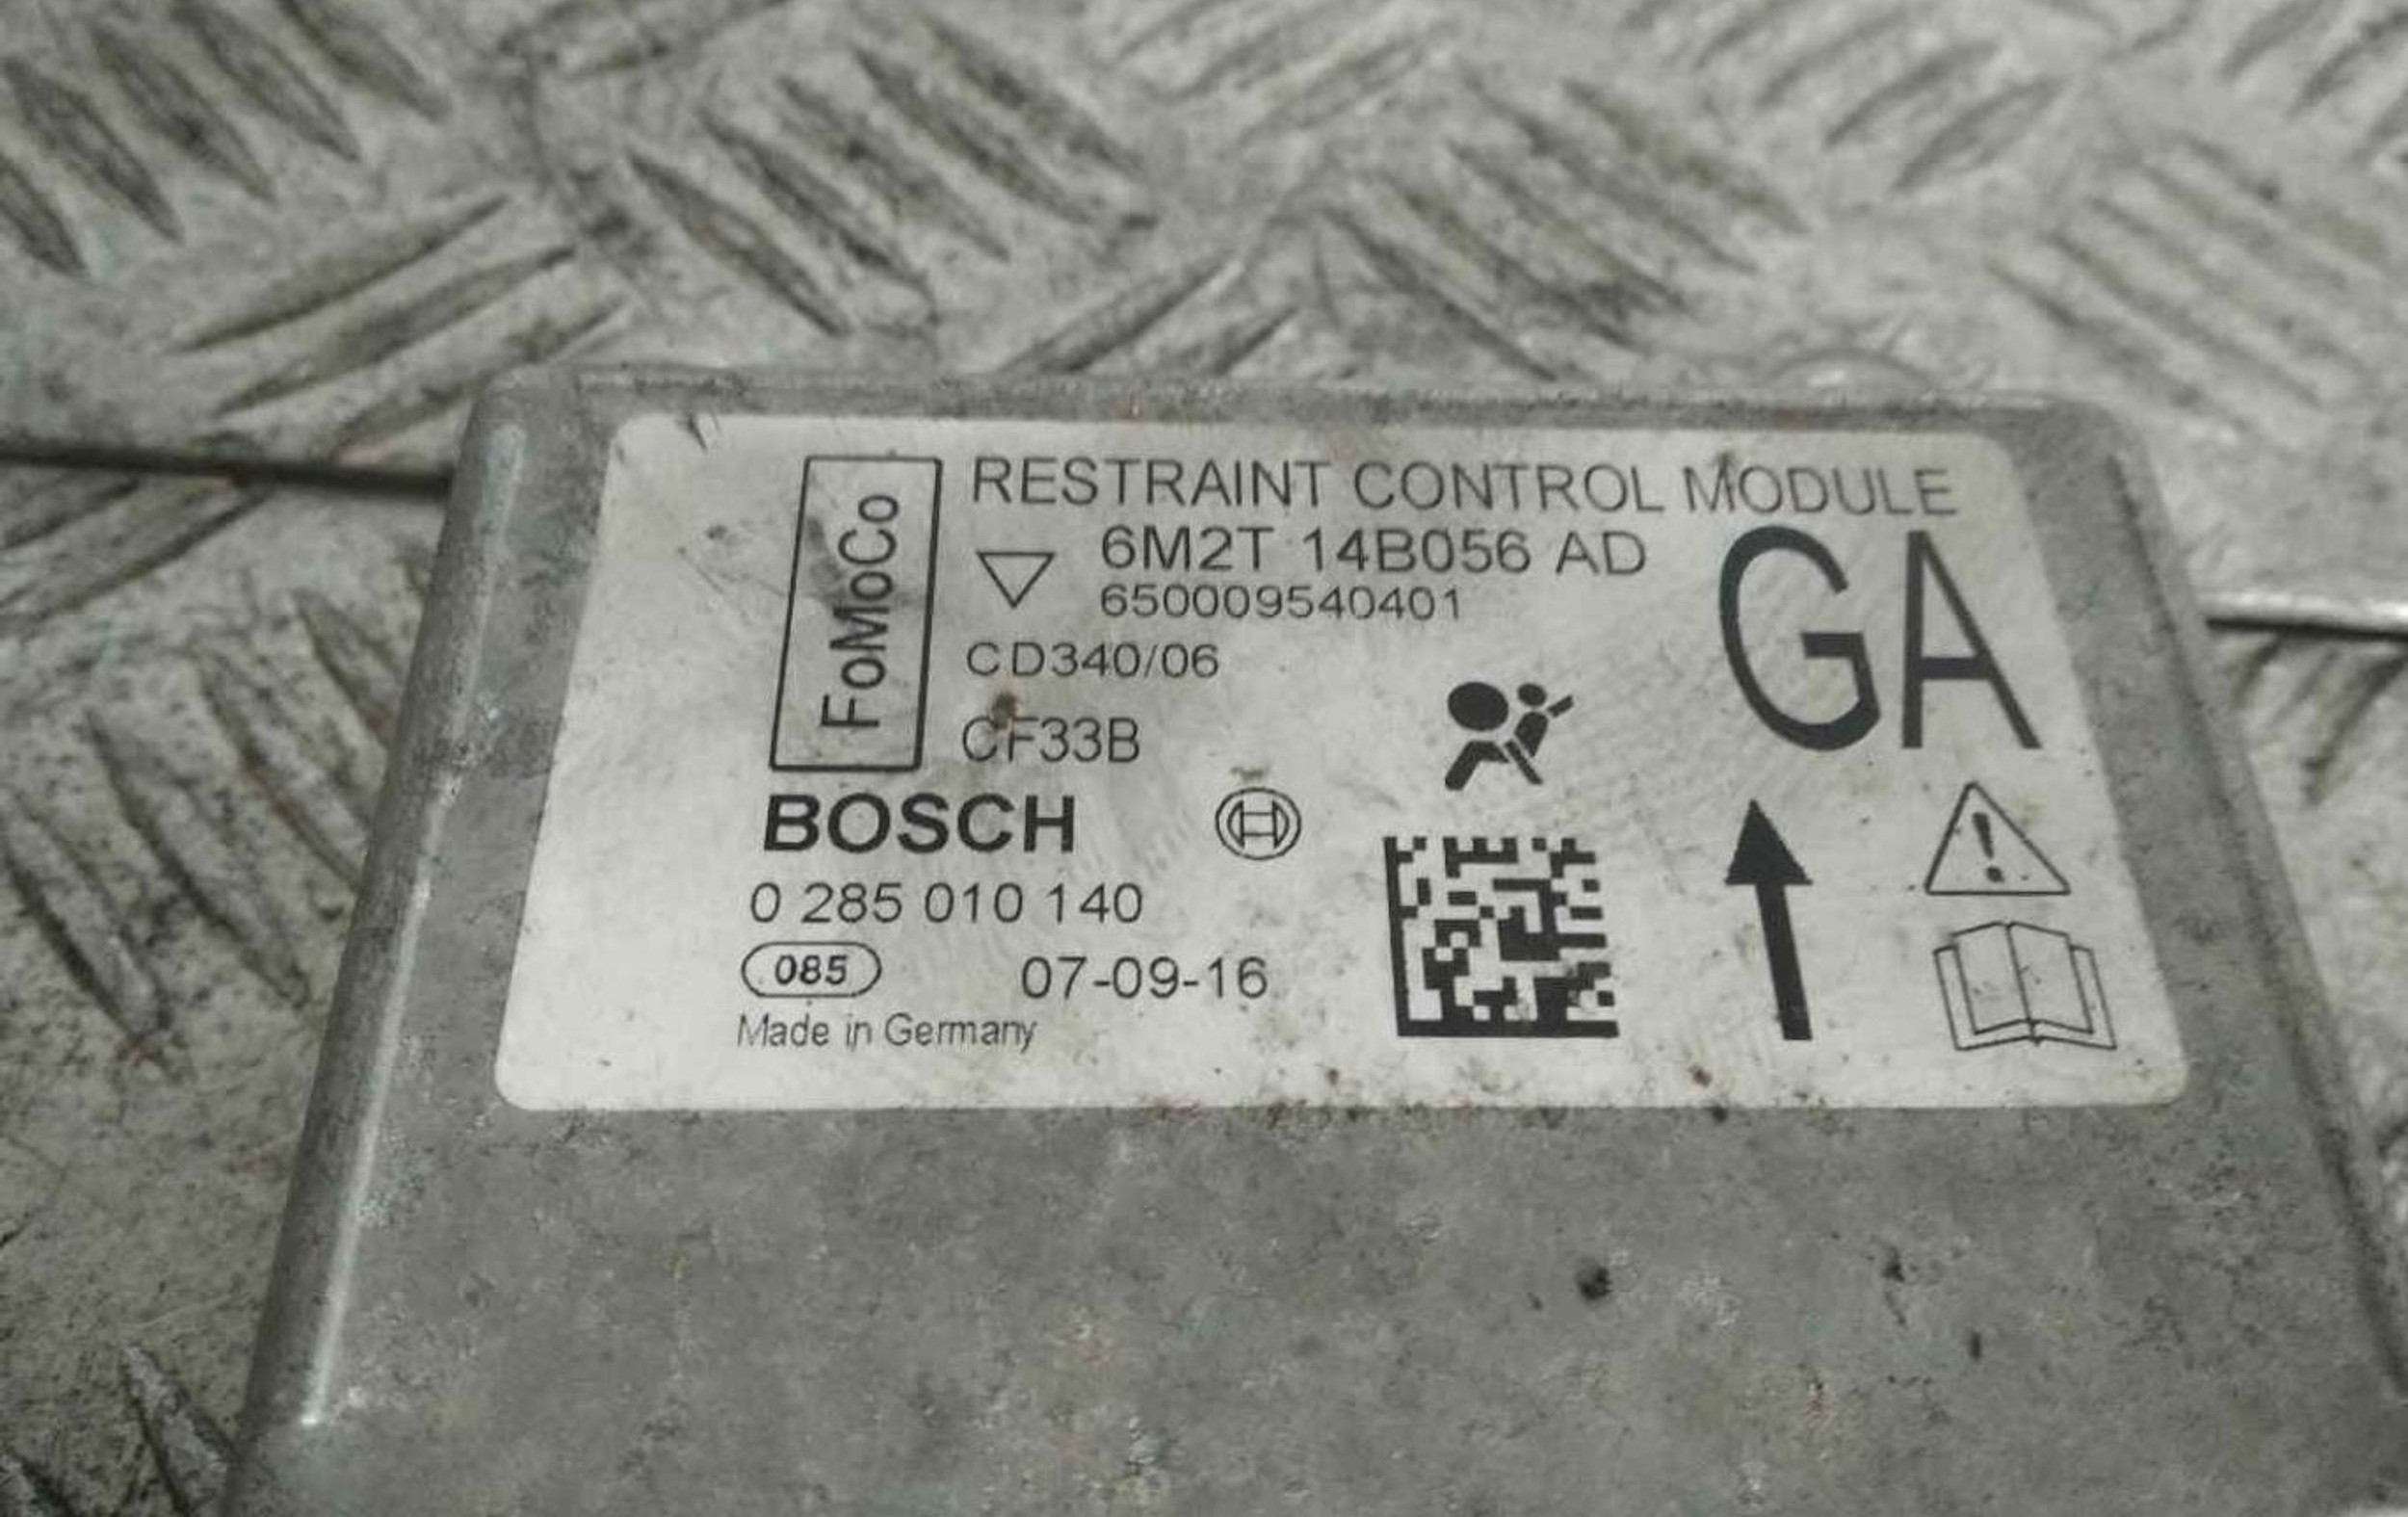 FoMoCo
RESTRAINT CONTROL MODULE
6M2T 14B056 AD
650009540401
GA
CD340/06
CF33B
BOSCH
0 285 010 140
085
07-09-16
Made in Germany